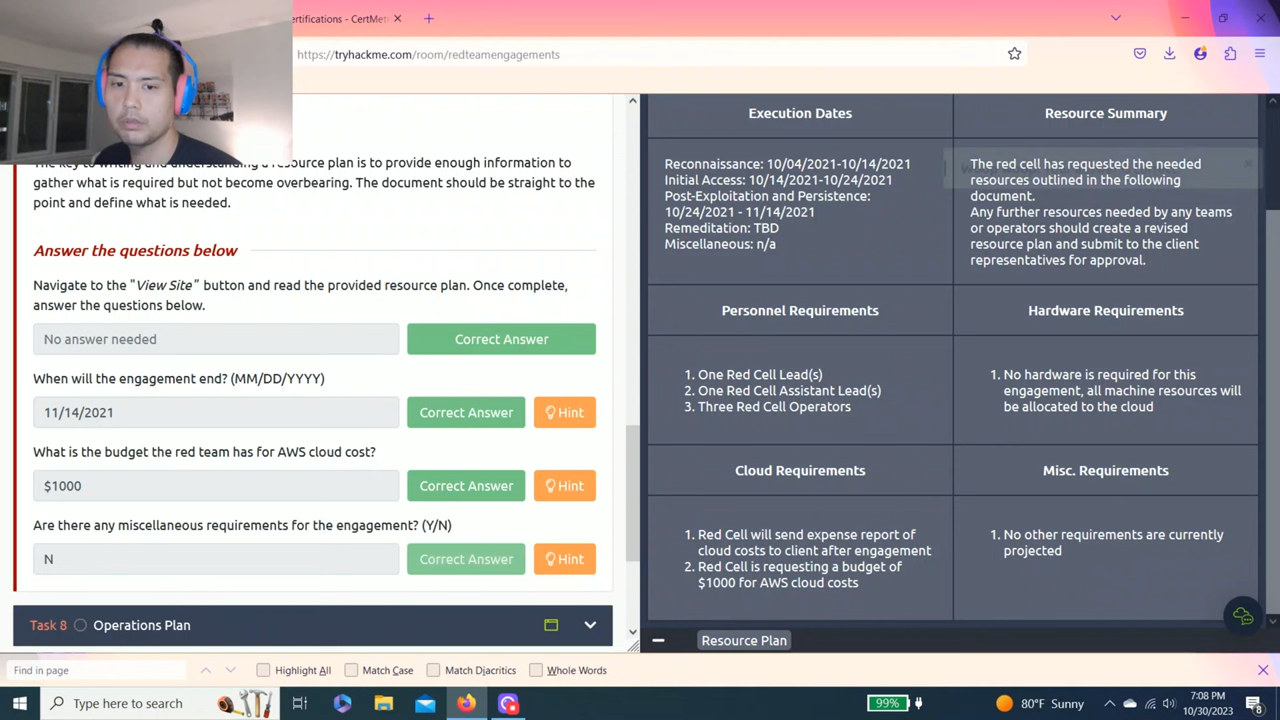 ertifications - CertMet
https://tryhackme.com/room/redteamengagements
The key to writing and understanding a resource plan is to provide enough information to
gather what is required but not become overbearing. The document should be straight to the
point and define what is needed.
Answer the questions below
Navigate to the "View Site" button and read the provided resource plan. Once complete,
answer the questions below.
No answer needed
Correct Answer
When will the engagement end? (MM/DD/YYYY)
11/14/2021
Correct Answer
Hint
What is the budget the red team has for AWS cloud cost?
$1000
Correct Answer
Hint
Are there any miscellaneous requirements for the engagement? (Y/N)
N
Correct Answer
Hint
Task 8
Operations Plan
Execution Dates
Reconnaissance: 10/04/2021-10/14/2021
Initial Access: 10/14/2021-10/24/2021
Post-Exploitation and Persistence:
10/24/2021 - 11/14/2021
Remeditation: TBD
Miscellaneous: n/a
Resource Summary
The red cell has requested the needed
resources outlined in the following
document.
Any further resources needed by any teams
or operators should create a revised
resource plan and submit to the client
representatives for approval.
Personnel Requirements
1. One Red Cell Lead(s)
2. One Red Cell Assistant Lead(s)
3. Three Red Cell Operators
Hardware Requirements
1. No hardware is required for this
engagement, all machine resources will
be allocated to the cloud
Cloud Requirements
1. Red Cell will send expense report of
cloud costs to client after engagement
2. Red Cell is requesting a budget of
$1000 for AWS cloud costs
Misc. Requirements
1. No other requirements are currently
projected
Resource Plan
Find in page
Highlight All
Match Case
Match Diacritics
Whole Words
Type here to search
99%
80°F Sunny
7:08 PM
10/30/2023
8